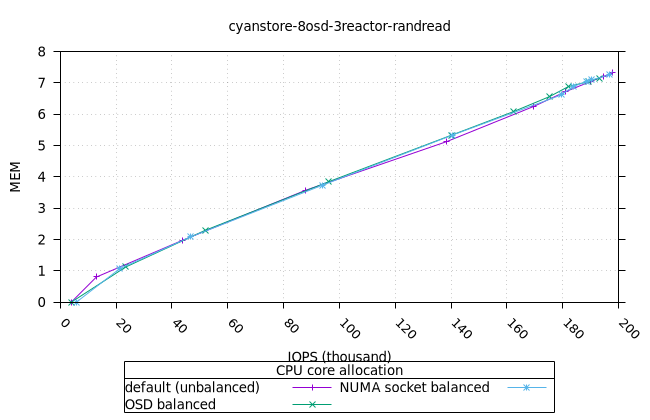 cyanstore-8osd-3reactor-randread
8
7
6
5
4
3
2
1
0
MEM
0 20 40 60 80 100 120 140 160 180 200
IOPS (thousand)
CPU core allocation
default (unbalanced) NUMA socket balanced
OSD balanced